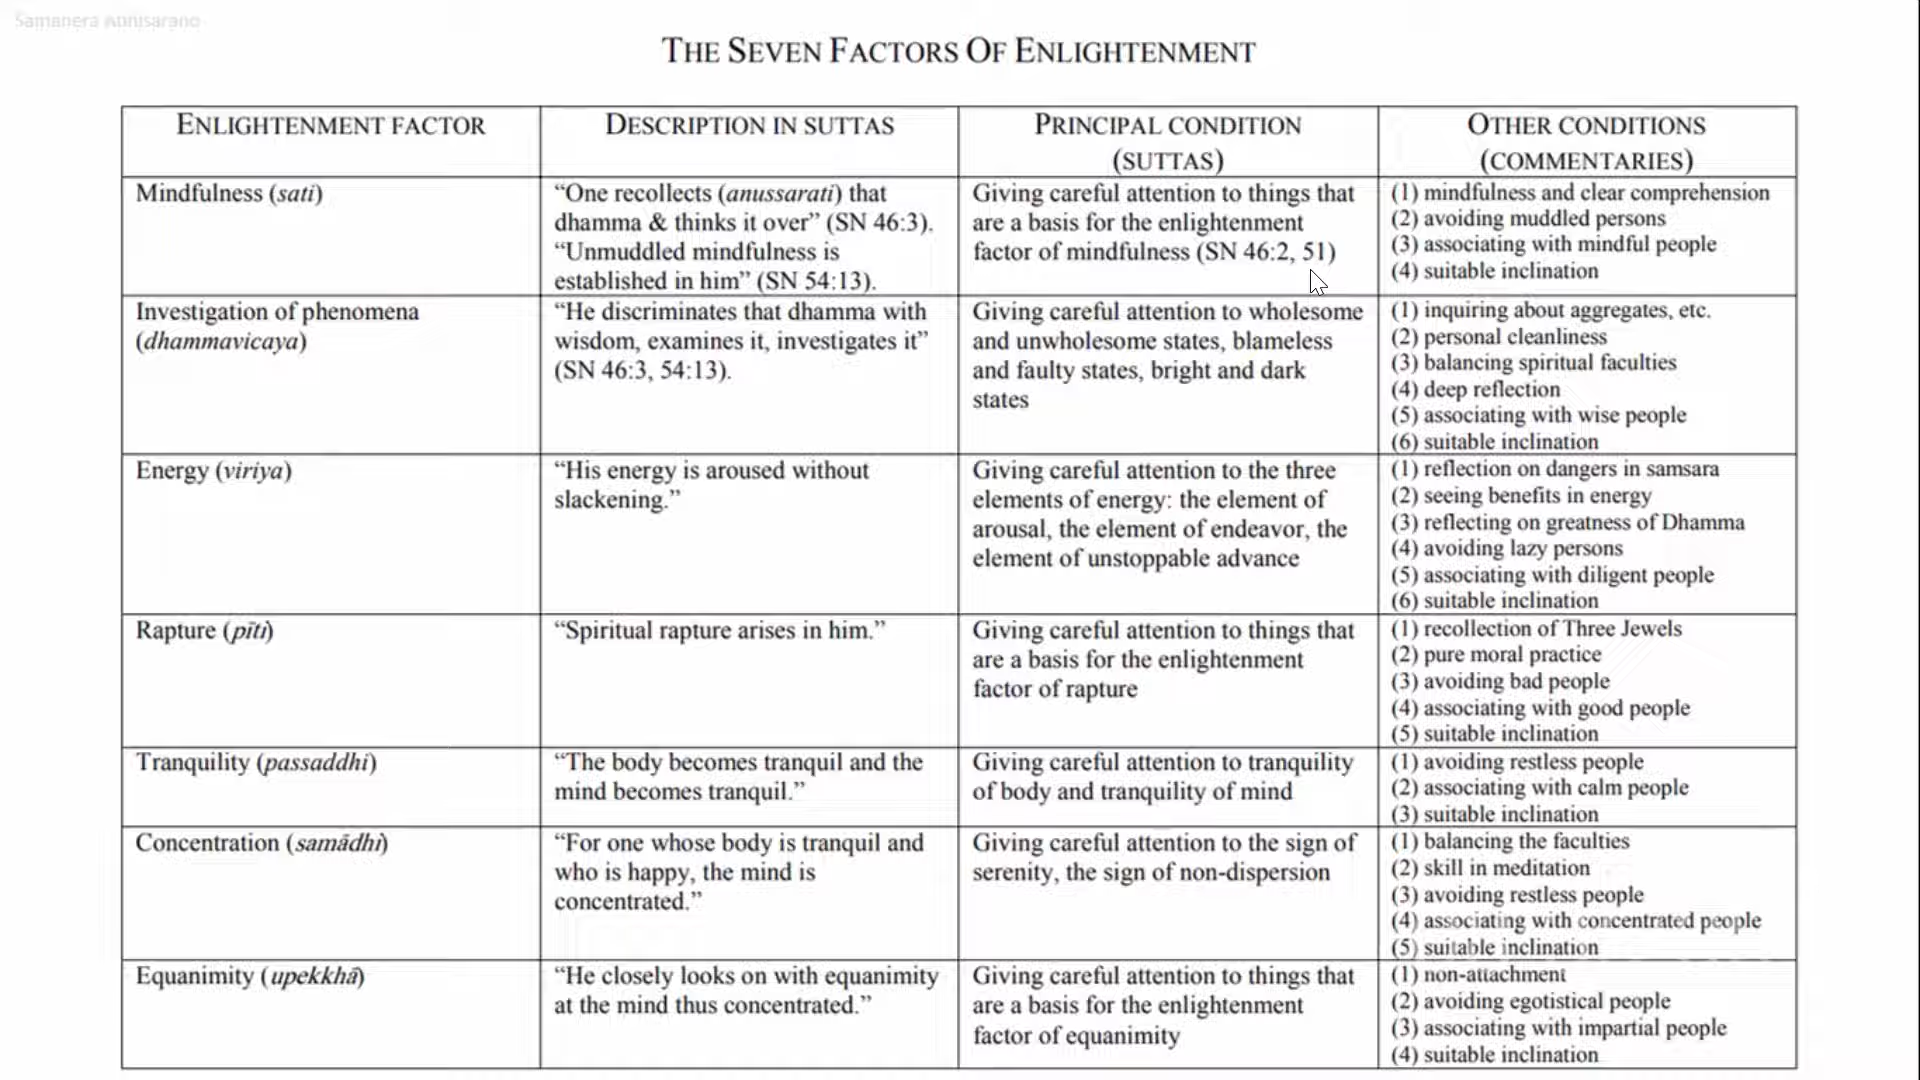 Samanera Aŋŋisarano
THE SEVEN FACTORS OF ENLIGHTENMENT
ENLIGHTENMENT FACTOR
DESCRIPTION IN SUTTAS
PRINCIPAL CONDITION
(SUTTAS)
OTHER CONDITIONS
(COMMENTARIES)
Mindfulness (sati)
“One recollects (anussarati) that
dhamma & thinks it over” (SN 46:3).
“Unmuddled mindfulness is
established in him” (SN 54:13).
Giving careful attention to things that
are a basis for the enlightenment
factor of mindfulness (SN 46:2, 51)
(1) mindfulness and clear comprehension
(2) avoiding muddled persons
(3) associating with mindful people
(4) suitable inclination
Investigation of phenomena
(dhammavicaya)
“He discriminates that dhamma with
wisdom, examines it, investigates it”
(SN 46:3, 54:13).
Giving careful attention to wholesome
and unwholesome states, blameless
and faulty states, bright and dark
states
(1) inquiring about aggregates, etc.
(2) personal cleanliness
(3) balancing spiritual faculties
(4) deep reflection
(5) associating with wise people
(6) suitable inclination
Energy (viriya)
“His energy is aroused without
slackening.”
Giving careful attention to the three
elements of energy: the element of
arousal, the element of endeavor, the
element of unstoppable advance
(1) reflection on dangers in samsara
(2) seeing benefits in energy
(3) reflecting on greatness of Dhamma
(4) avoiding lazy persons
(5) associating with diligent people
(6) suitable inclination
Rapture (pīti)
“Spiritual rapture arises in him.”
Giving careful attention to things that
are a basis for the enlightenment
factor of rapture
(1) recollection of Three Jewels
(2) pure moral practice
(3) avoiding bad people
(4) associating with good people
(5) suitable inclination
Tranquility (passaddhi)
“The body becomes tranquil and the
mind becomes tranquil.”
Giving careful attention to tranquility
of body and tranquility of mind
(1) avoiding restless people
(2) associating with calm people
(3) suitable inclination
Concentration (samādhi)
“For one whose body is tranquil and
who is happy, the mind is
concentrated.”
Giving careful attention to the sign of
serenity, the sign of non-dispersion
(1) balancing the faculties
(2) skill in meditation
(3) avoiding restless people
(4) associating with concentrated people
(5) suitable inclination
Equanimity (upekkhā)
“He closely looks on with equanimity
at the mind thus concentrated.”
Giving careful attention to things that
are a basis for the enlightenment
factor of equanimity
(1) non-attachment
(2) avoiding egotistical people
(3) associating with impartial people
(4) suitable inclination